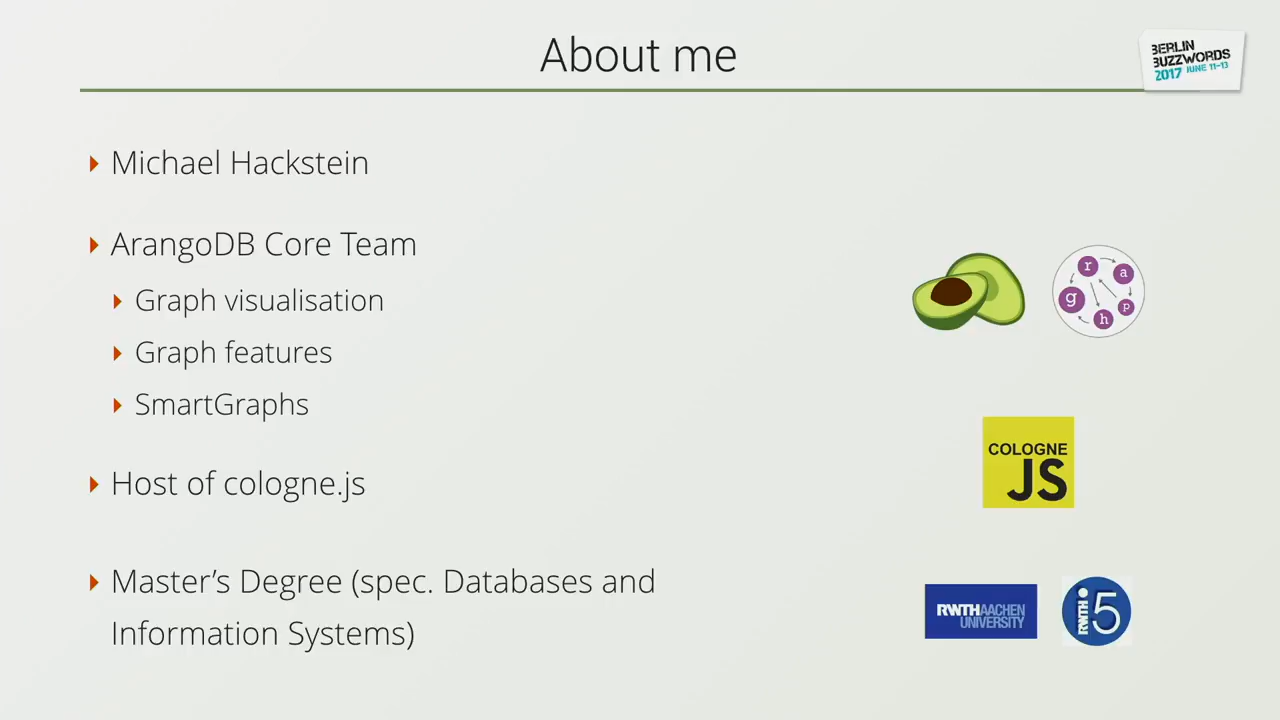 About me
BERLIN
BUZZWORDS
2017 JUNE 11-13
Michael Hackstein
ArangoDB Core Team
Graph visualisation
Graph features
SmartGraphs
g r a p h
Host of cologne.js
COLOGNE
JS
Master’s Degree (spec. Databases and
Information Systems)
RWTHAACHEN
UNIVERSITY
RWTH i5